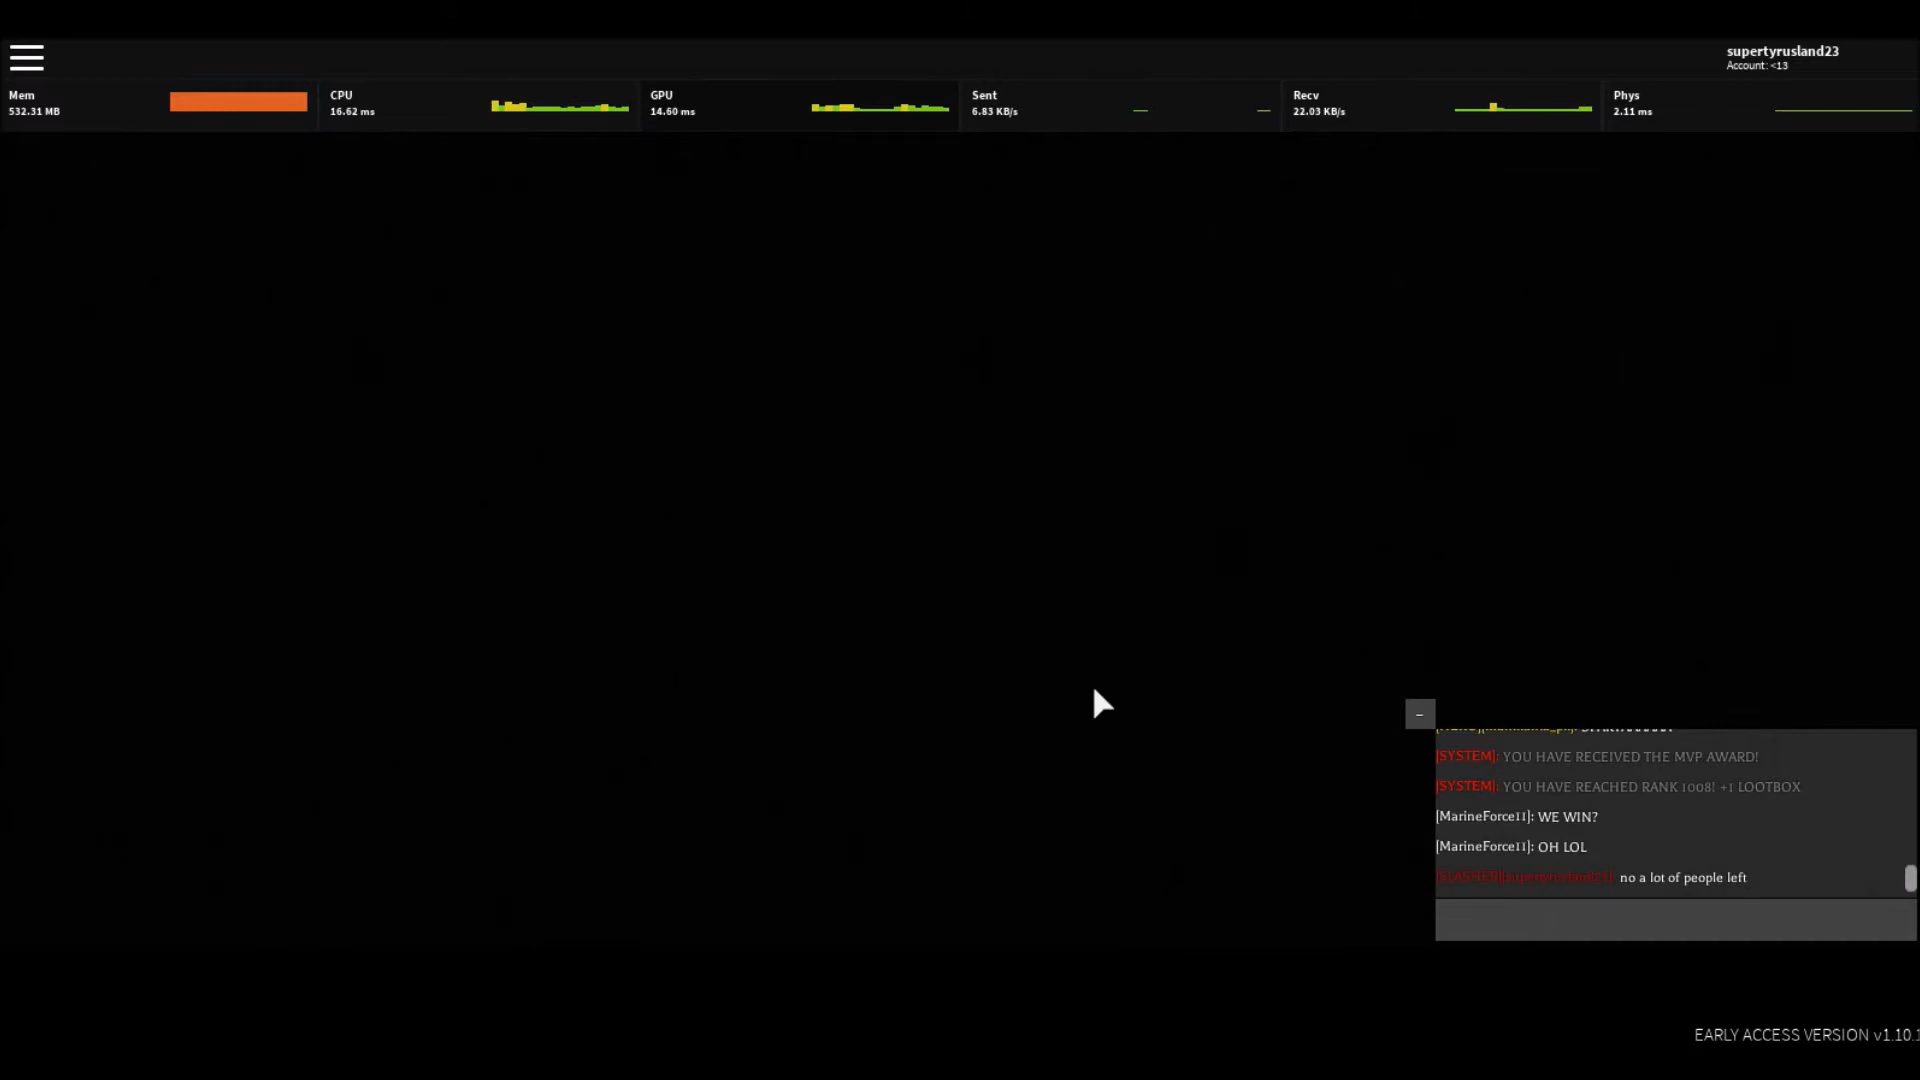 supertyrusland23
Account: <13
Mem
532.31 MB
CPU
16.62 ms
GPU
14.60 ms
Sent
6.83 KB/s
Recv
22.03 KB/s
Phys
2.11 ms
–
[SYSTEM]: YOU HAVE RECEIVED THE MVP AWARD!
[SYSTEM]: YOU HAVE REACHED RANK 1008! +1 LOOTBOX
[MarineForce11]: WE WIN?
[MarineForce11]: OH LOL
[SLASHER][supertyrusland23]: no a lot of people left
EARLY ACCESS VERSION v1.10.1